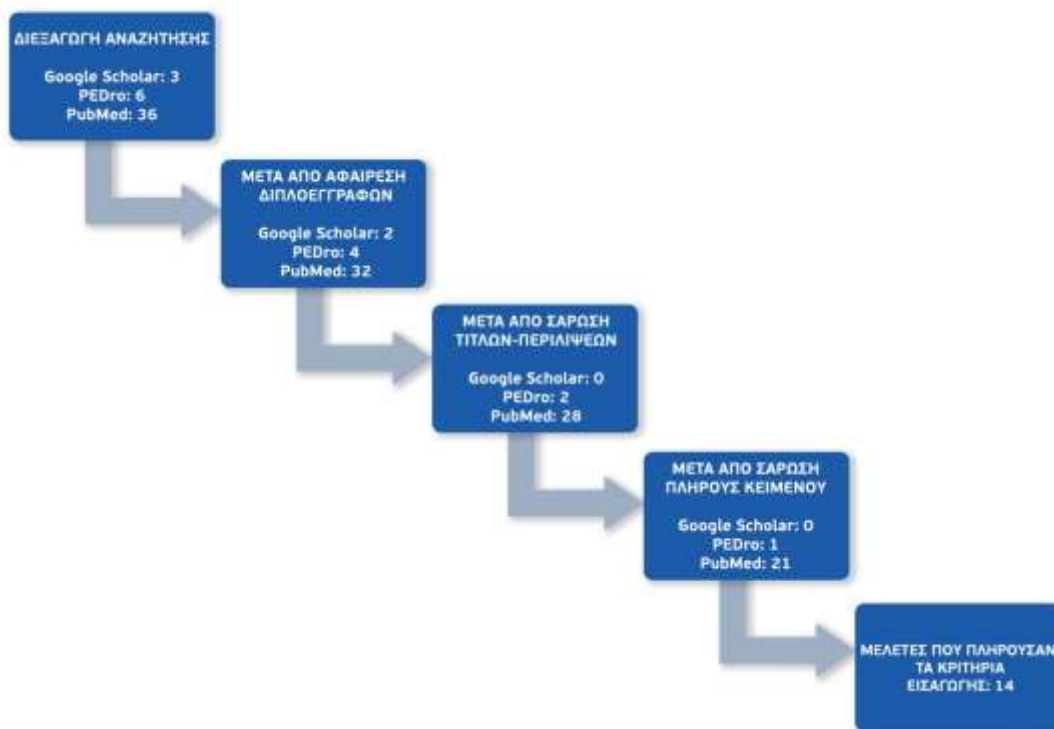 ΔΙΕΞΑΓΩΓΗ ΑΝΑΖΗΤΗΣΗΣ
Google Scholar: 3
PEDro: 6
PubMed: 36
ΜΕΤΑ ΑΠΟ ΑΦΑΙΡΕΣΗ
ΔΙΠΛΟΕΓΓΡΑΦΩΝ
Google Scholar: 2
PEDro: 4
PubMed: 32
ΜΕΤΑ ΑΠΟ ΣΑΡΩΣΗ
ΤΙΤΛΩΝ-ΠΕΡΙΛΙΨΕΩΝ
Google Scholar: 0
PEDro: 2
PubMed: 28
ΜΕΤΑ ΑΠΟ ΣΑΡΩΣΗ
ΠΛΗΡΟΥΣ ΚΕΙΜΕΝΟΥ
Google Scholar: 0
PEDro: 1
PubMed: 21
ΜΕΛΕΤΕΣ ΠΟΥ ΠΛΗΡΟΥΣΑΝ
ΤΑ ΚΡΙΤΗΡΙΑ
ΕΙΣΑΓΩΓΗΣ: 14